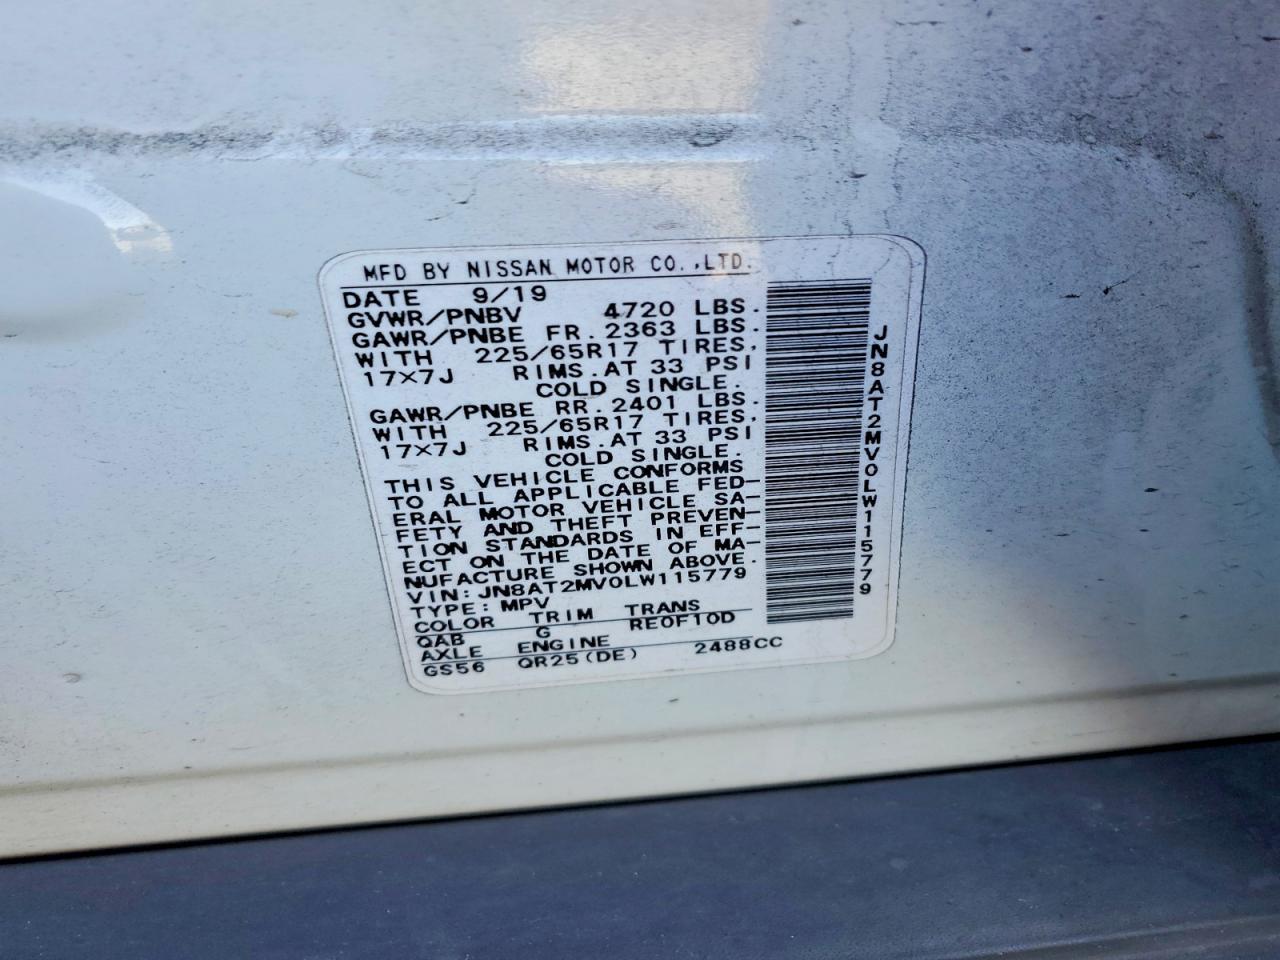 MFD BY NISSAN MOTOR CO.,LTD.
DATE 9/19
GVWR/PNBV 4720 LBS.
GAWR/PNBE FR. 2363 LBS.
WITH 225/65R17 TIRES,
17×7J RIMS.AT 33 PSI
COLD SINGLE.
GAWR/PNBE RR. 2401 LBS.
WITH 225/65R17 TIRES,
17×7J RIMS.AT 33 PSI
COLD SINGLE.
THIS VEHICLE CONFORMS
TO ALL APPLICABLE FED-
ERAL MOTOR VEHICLE SA-
FETY AND THEFT PREVEN-
TION STANDARDS IN EFF-
ECT ON THE DATE OF MA-
NUFACTURE SHOWN ABOVE.
VIN: JN8AT2MV0LW115779
TYPE: MPV
COLOR TRIM TRANS
QAB G RE0F10D
AXLE ENGINE
GS56 QR25(DE) 2488CC
JN8AT2MV0LW115779